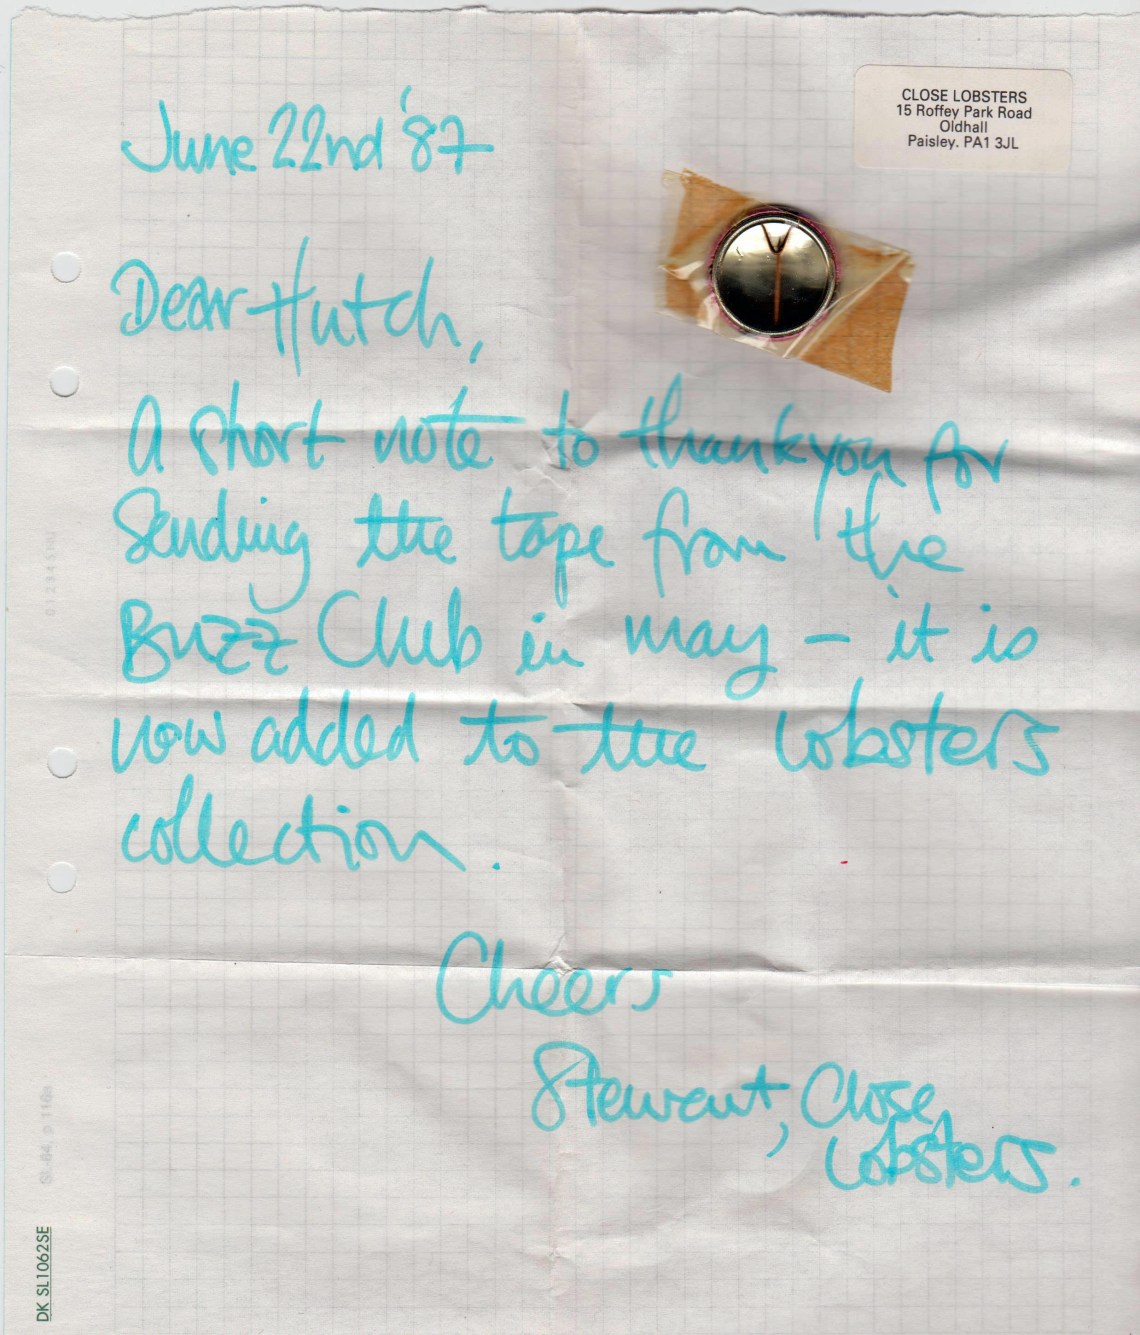 CLOSE LOBSTERS
15 Roffey Park Road
Oldhall
Paisley. PA1 3JL
June 22nd '87
Dear Hutch,
A short note to thankyou for
Sending the tape from the
Buzz Club in may – it is
now added to the Lobsters
collection.
Cheers
Stewart, Close
Lobsters.
DK SL1062SE